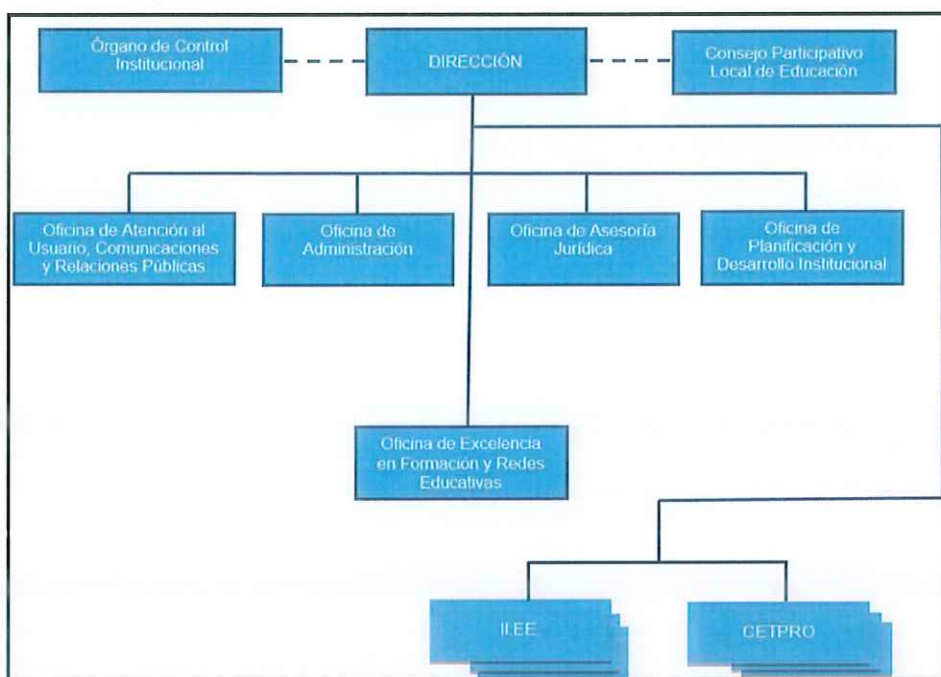 Órgano de Control
Institucional
DIRECCIÓN
Consejo Participativo
Local de Educación
Oficina de Atención al
Usuario, Comunicaciones
y Relaciones Públicas
Oficina de
Administración
Oficina de Asesoría
Jurídica
Oficina de
Planificación y
Desarrollo Institucional
Oficina de Excelencia
en Formación y Redes
Educativas
II.EE
CETPRO